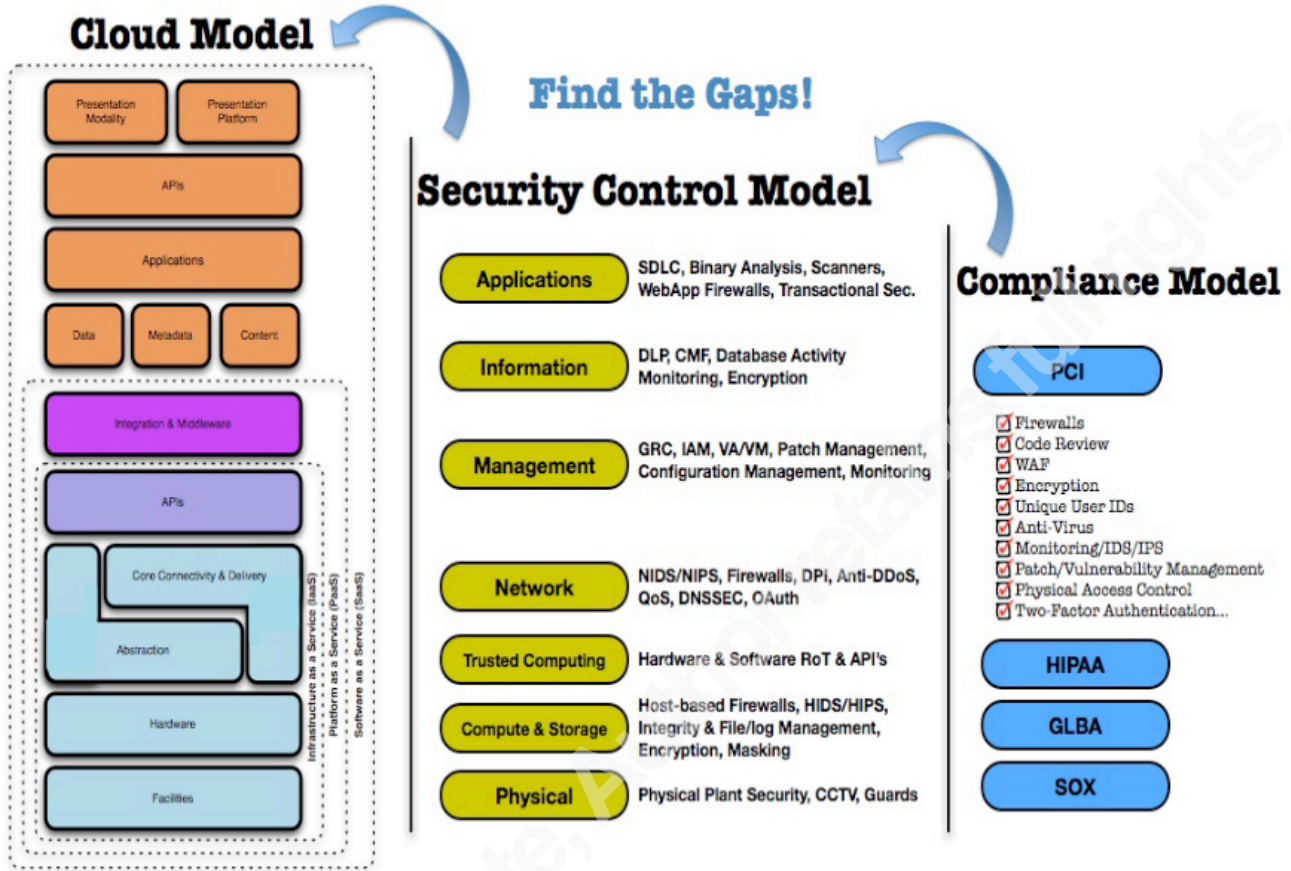 Cloud Model
Find the Gaps!
Presentation
Modality
Presentation
Platform
APIs
Applications
Data
Metadata
Content
Integration & Middleware
APIs
Core Connectivity & Delivery
Abstraction
Hardware
Facilities
Infrastructure as a Service (IaaS)
Platform as a Service (PaaS)
Software as a Service (SaaS)
Security Control Model
Applications
SDLC, Binary Analysis, Scanners,
WebApp Firewalls, Transactional Sec.
Information
DLP, CMF, Database Activity
Monitoring, Encryption
Management
GRC, IAM, VA/VM, Patch Management,
Configuration Management, Monitoring
Network
NIDS/NIPS, Firewalls, DPi, Anti-DDoS,
QoS, DNSSEC, OAuth
Trusted Computing
Hardware & Software RoT & API's
Compute & Storage
Host-based Firewalls, HIDS/HIPS,
Integrity & File/log Management,
Encryption, Masking
Physical
Physical Plant Security, CCTV, Guards
Compliance Model
PCI
Firewalls
Code Review
WAF
Encryption
Unique User IDs
Anti-Virus
Monitoring/IDS/IPS
Patch/Vulnerability Management
Physical Access Control
Two-Factor Authentication...
HIPAA
GLBA
SOX
te, Author retains full rights.